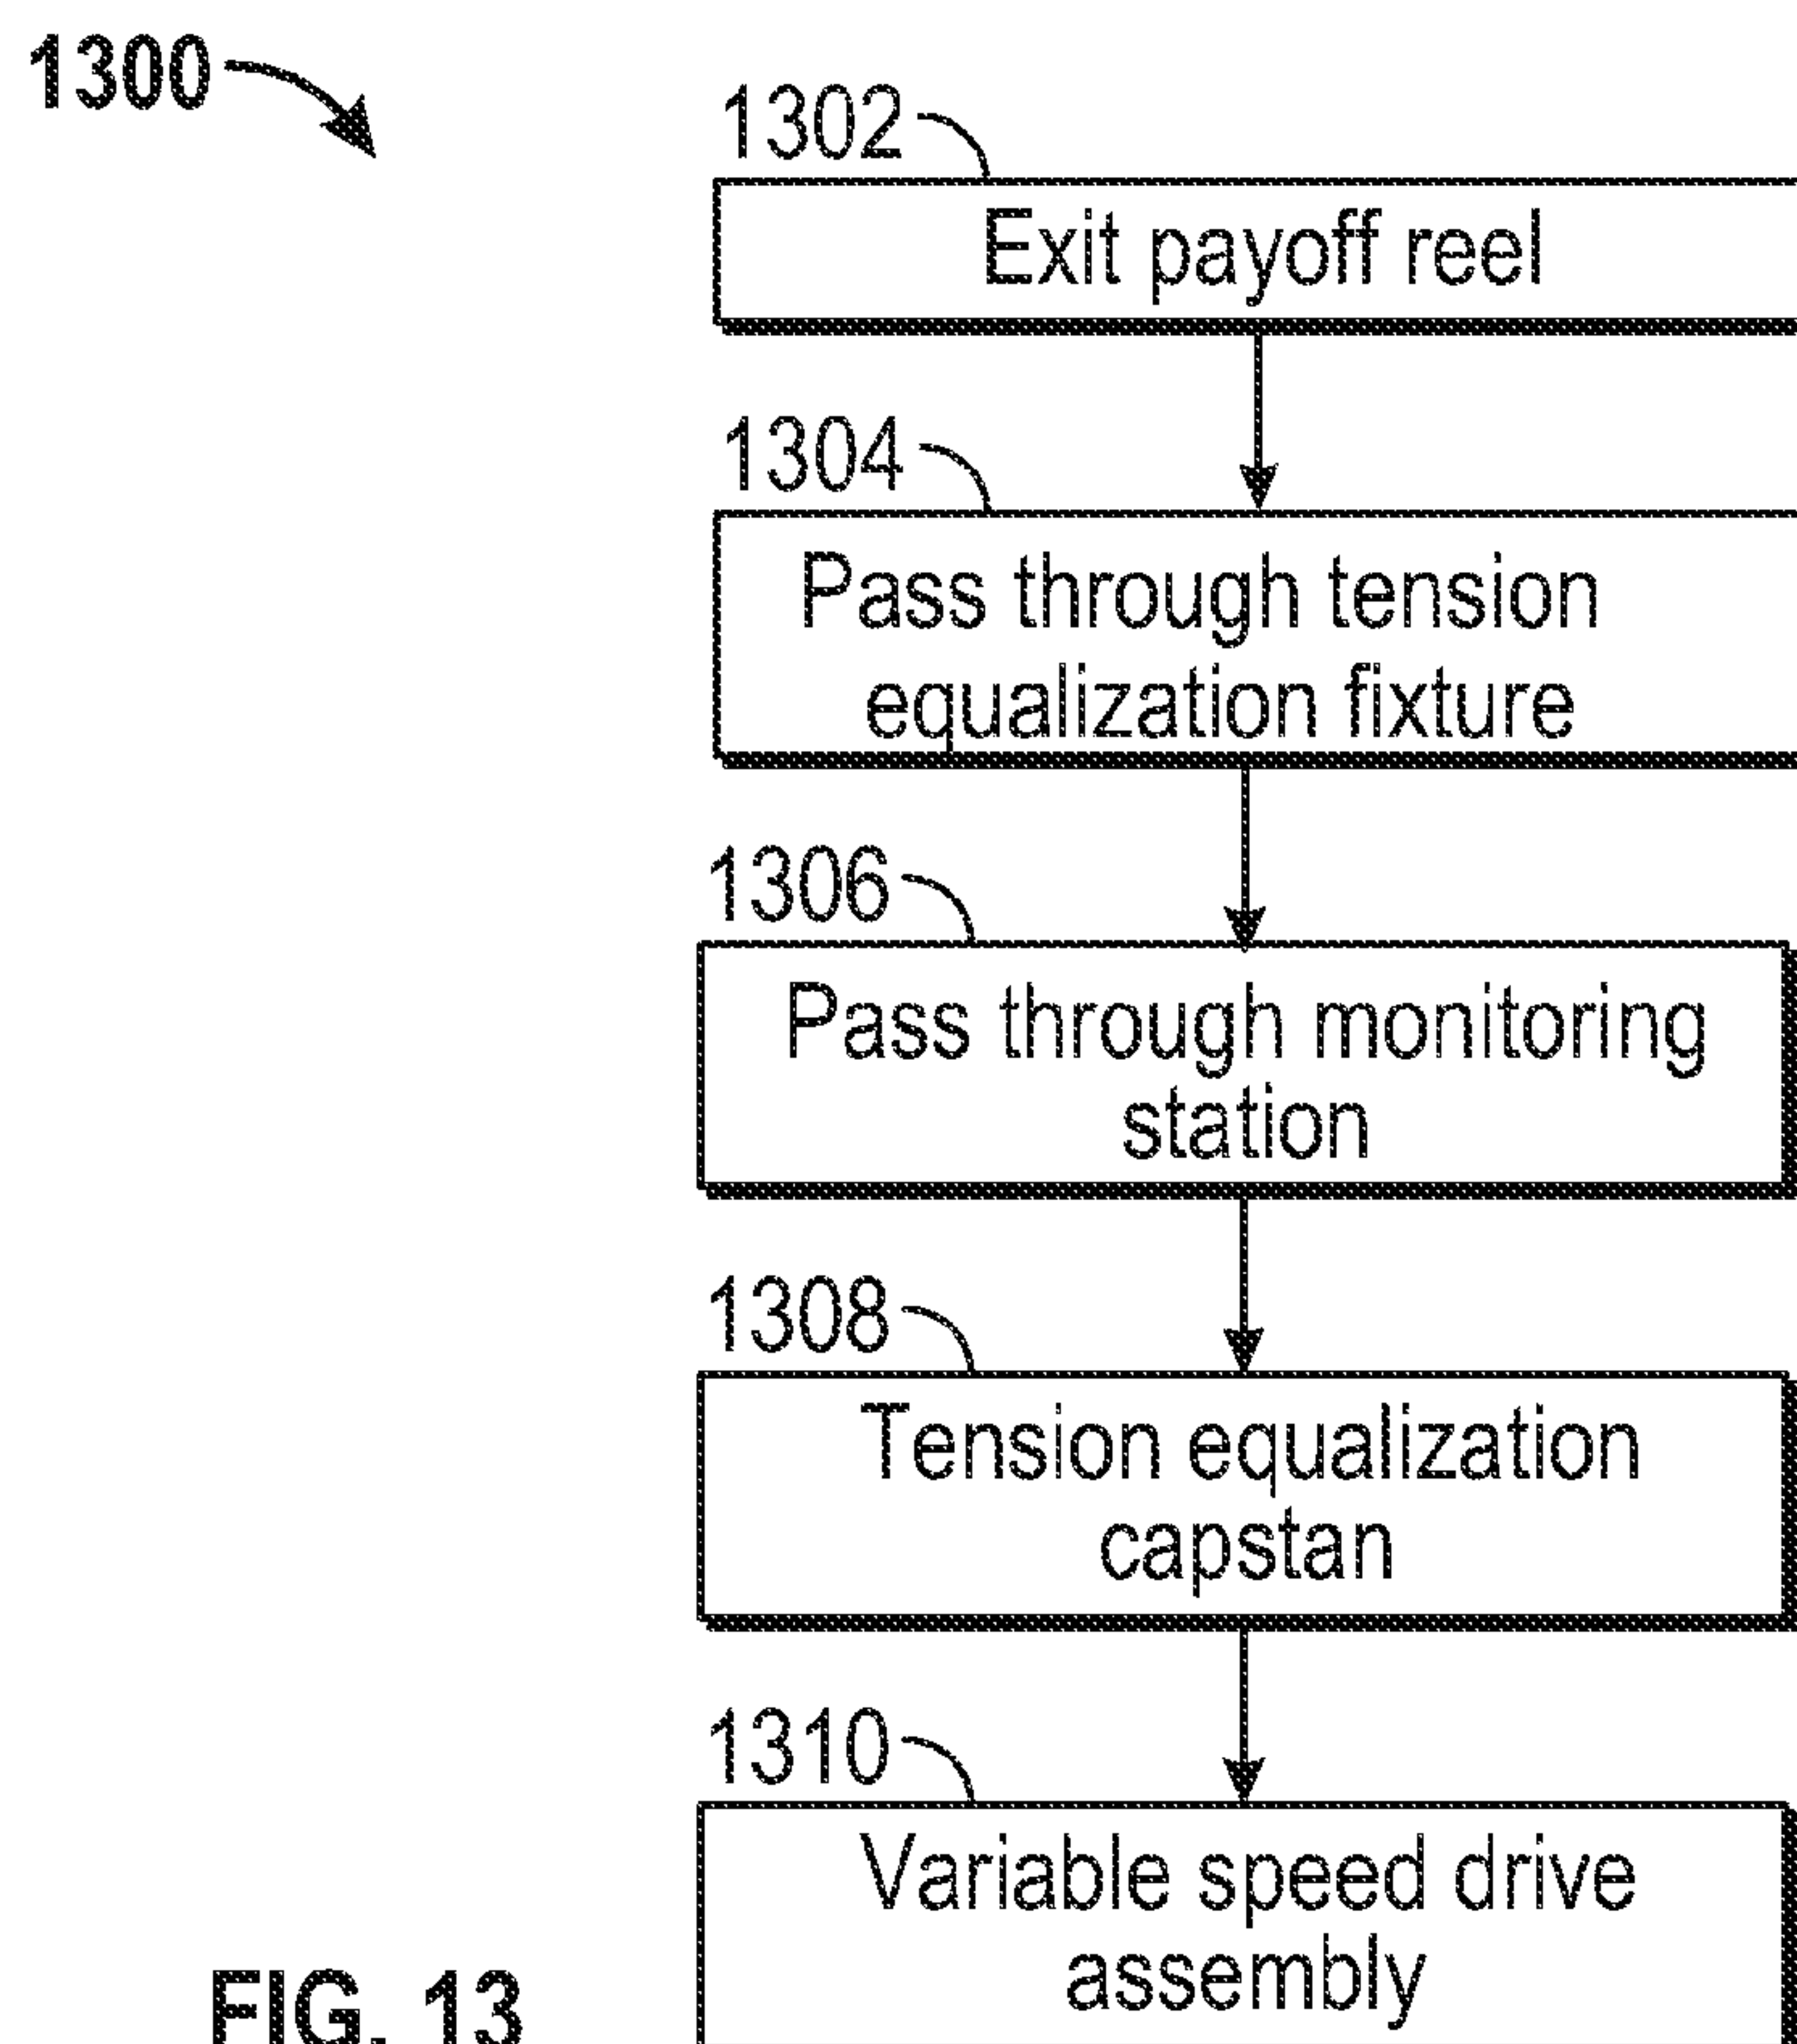 1300
1302
Exit payoff reel
1304
Pass through tension
equalization fixture
1306
Pass through monitoring
station
1308
Tension equalization
capstan
1310
Variable speed drive
assembly
FIG. 13